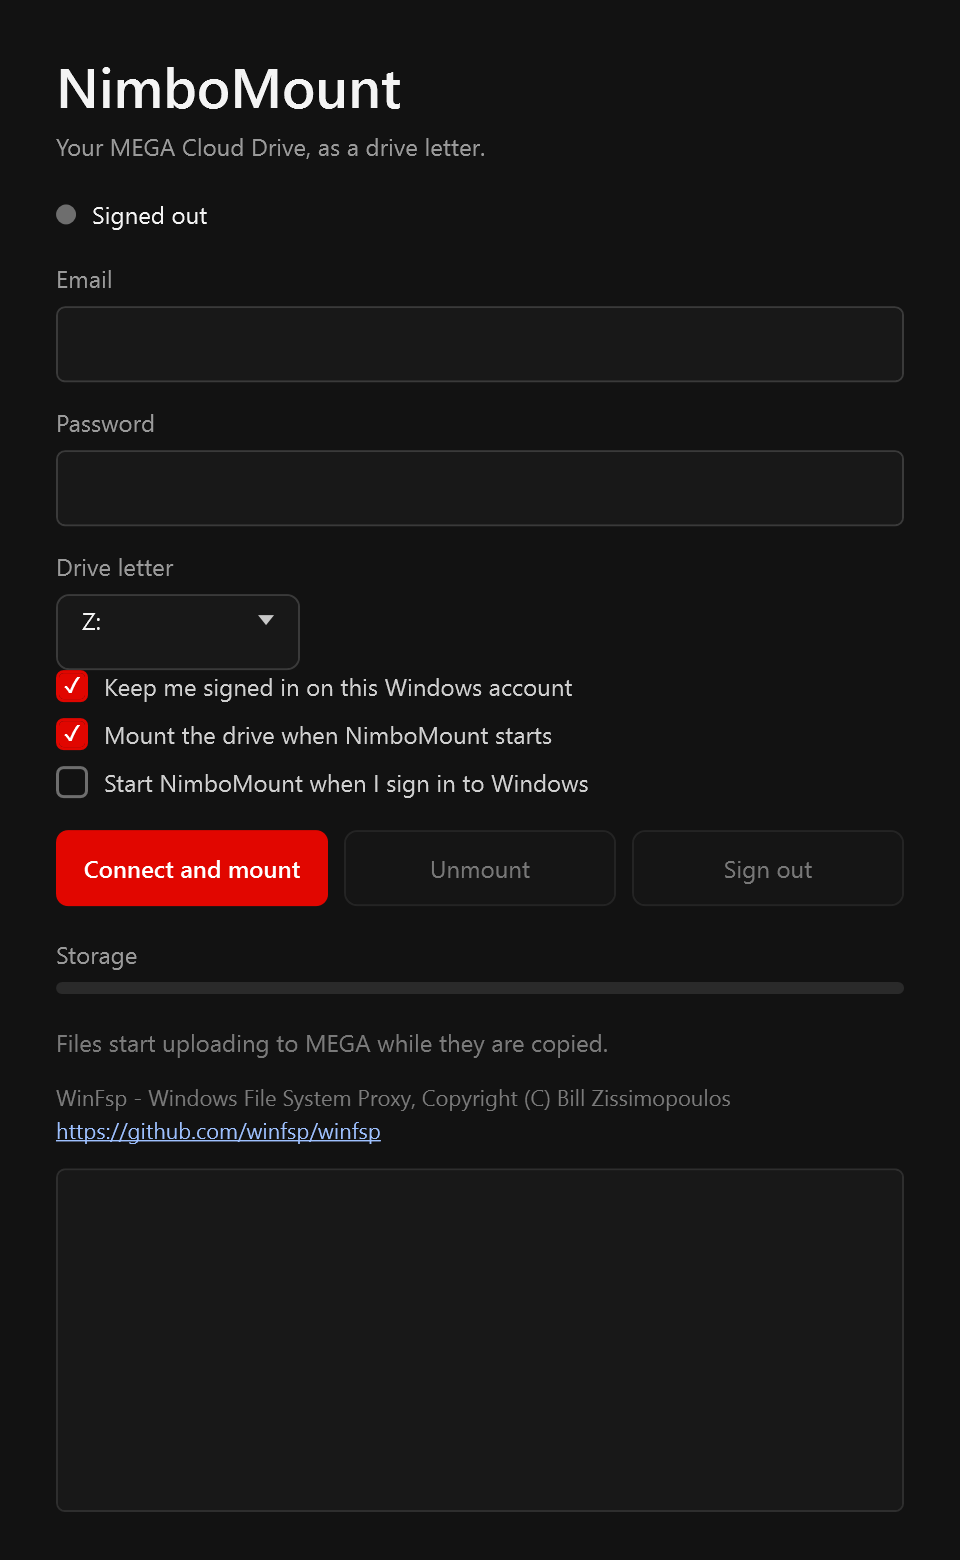 NimboMount
Your MEGA Cloud Drive, as a drive letter.
Signed out
Email
Password
Drive letter
Z:
Keep me signed in on this Windows account
Mount the drive when NimboMount starts
Start NimboMount when I sign in to Windows
Connect and mount
Unmount
Sign out
Storage
Files start uploading to MEGA while they are copied.
WinFsp - Windows File System Proxy, Copyright (C) Bill Zissimopoulos
https://github.com/winfsp/winfsp